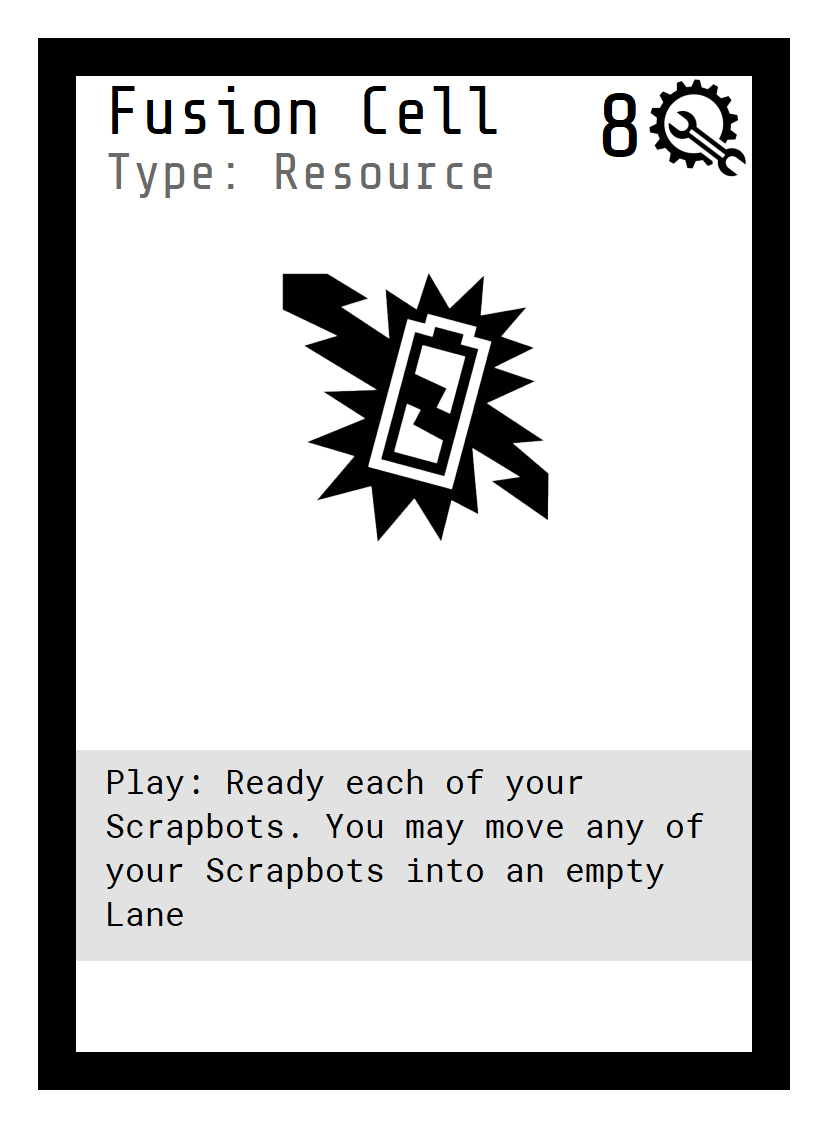 Fusion Cell
8
Type: Resource
Play: Ready each of your
Scrapbots. You may move any of
your Scrapbots into an empty
Lane